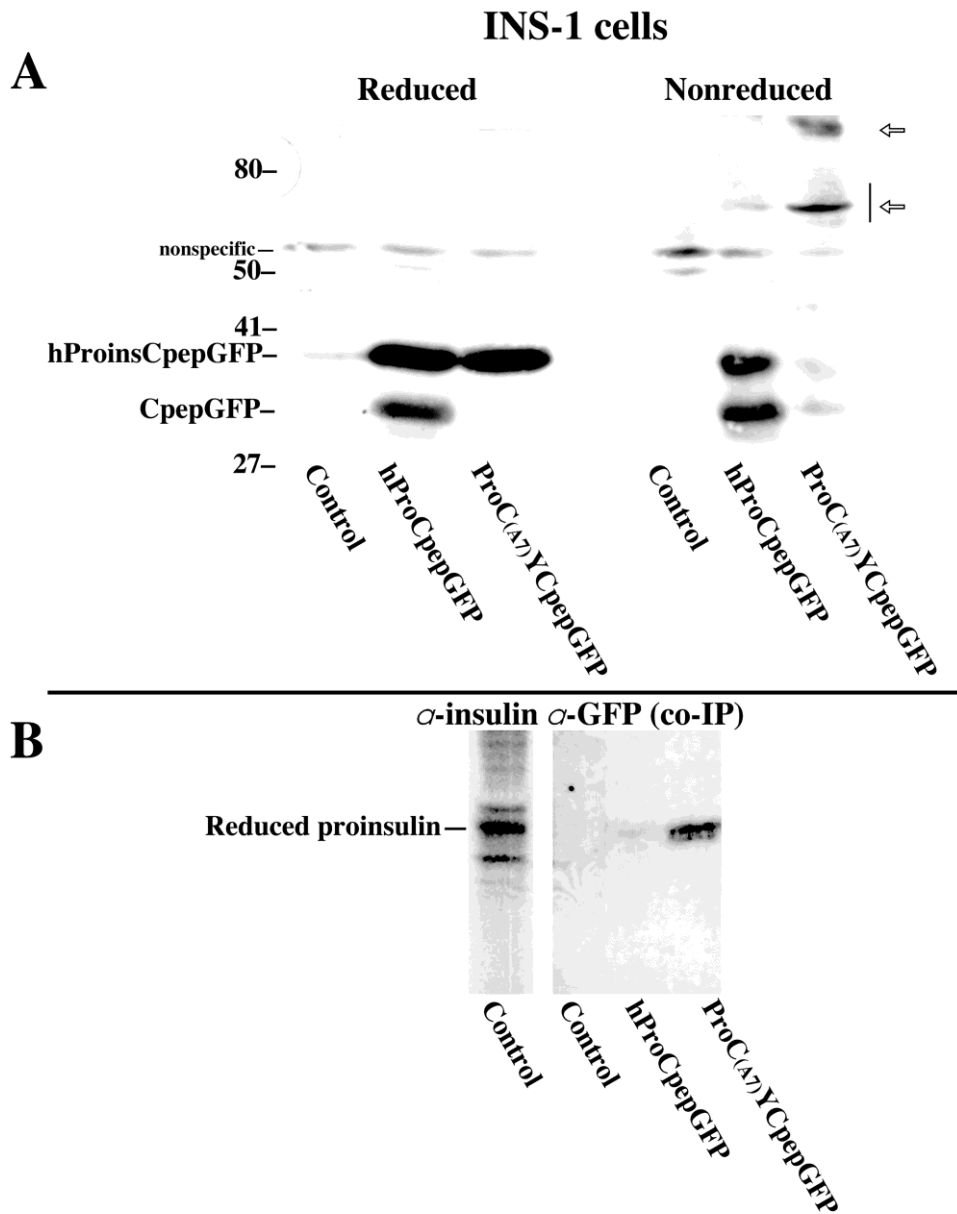 INS-1 cells
A
Reduced
Nonreduced
80–
nonspecific–
50–
41–
hProinsCpepGFP–
CpepGFP–
27–
Control
hProCpepGFP
ProC(A7)YCpepGFP
Control
hProCpepGFP
ProC(A7)YCpepGFP
B
α-insulin α-GFP (co-IP)
Reduced proinsulin–
Control
Control
hProCpepGFP
ProC(A7)YCpepGFP